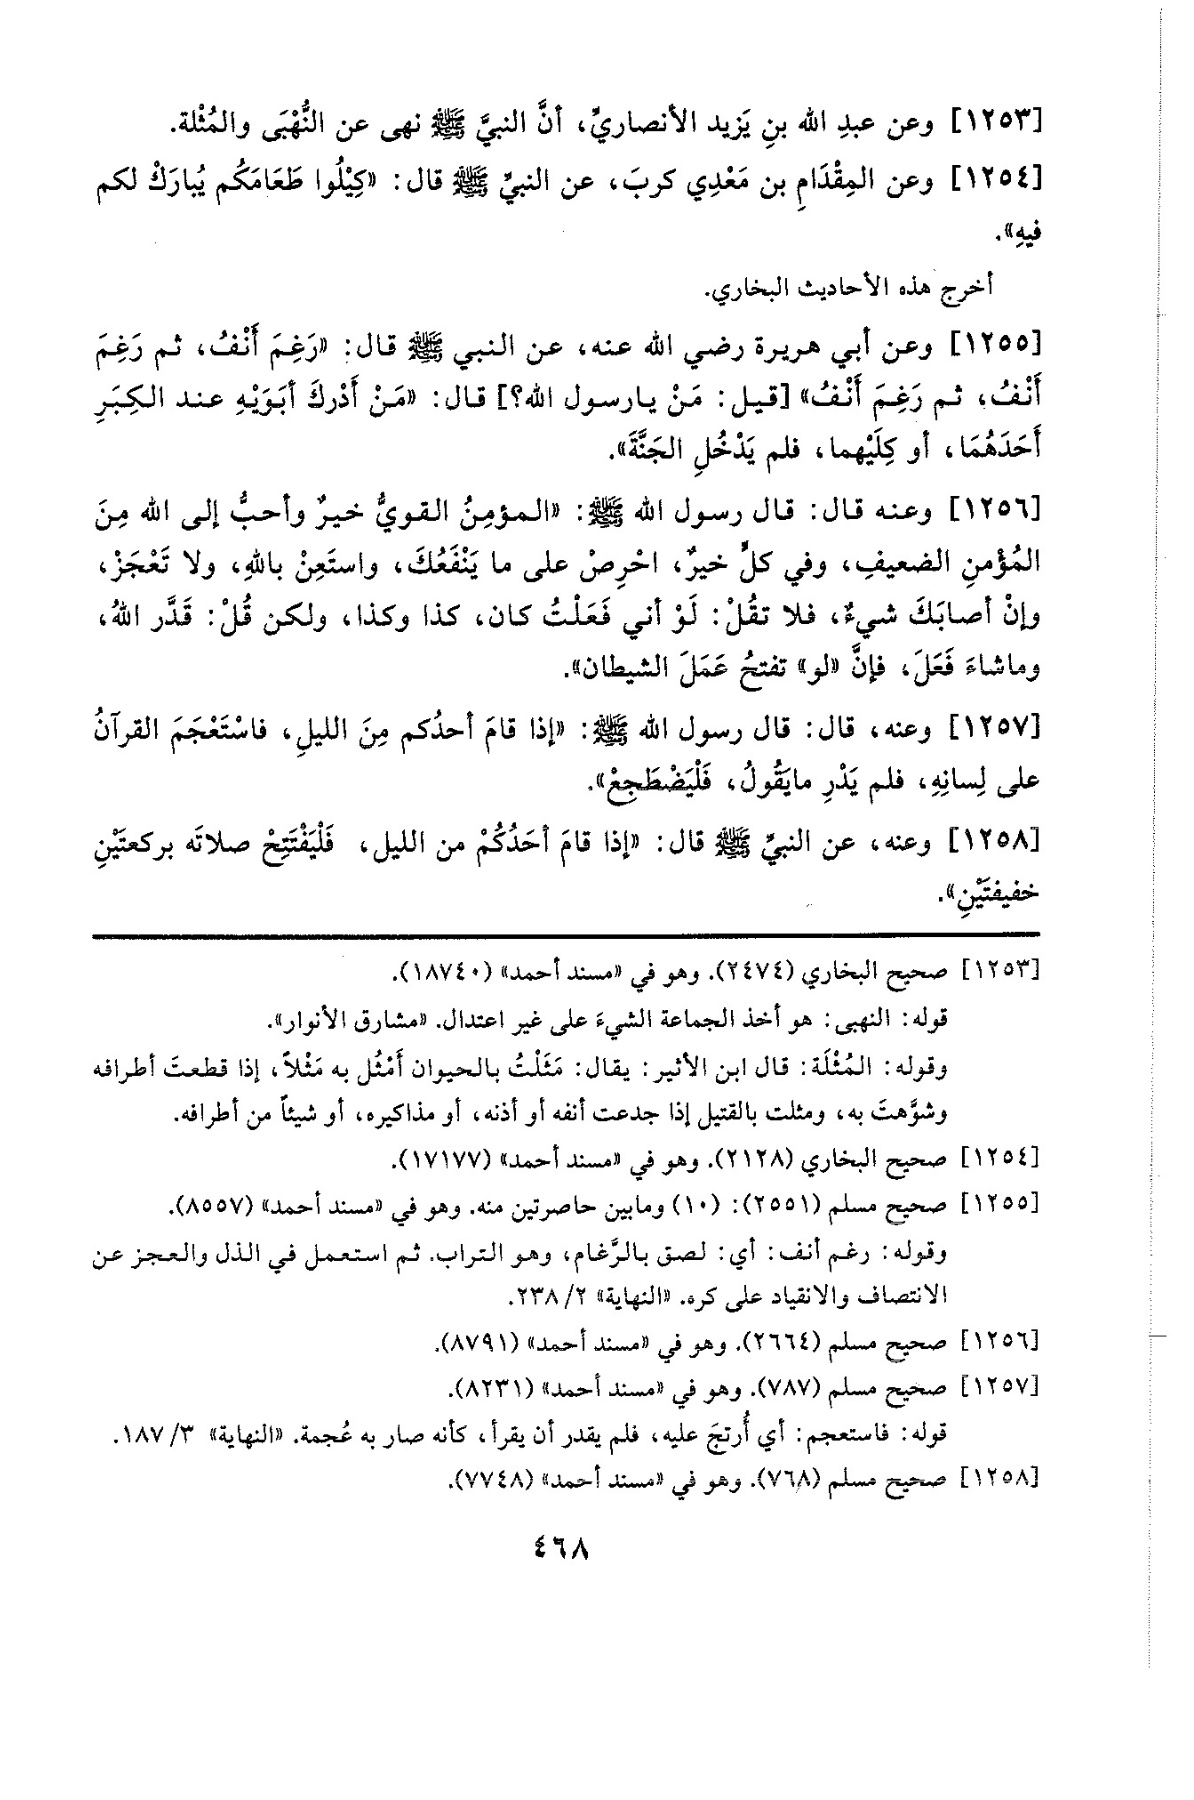 [١٢٥٣] وعن عبدِ الله بنِ يَزيد الأنصاريِّ، أنَّ النبيَّ ﷺ نهى عن النُّهْبَى والمُثْلة.
[١٢٥٤] وعن المِقْدَامِ بن مَعْدِي كربَ، عن النبيِّ ﷺ قال: «كِيْلُوا طَعَامَكُم يُبارَكْ لكم
فيهِ».
أخرج هذه الأحاديث البخاري.
[١٢٥٥] وعن أبي هريرة رضي الله عنه، عن النبي ﷺ قال: «رَغِمَ أَنْفُ، ثم رَغِمَ
أَنْفُ، ثم رَغِمَ أَنْفُ» [قيل: مَنْ يارسول الله؟] قال: «مَنْ أَدْركَ أبَوَيْهِ عند الكِبَرِ
أَحَدَهُمَا، أو كِلَيْهما، فلم يَدْخُلِ الجَنَّةَ».
[١٢٥٦] وعنه قال: قال رسول الله ﷺ: «المؤمِنُ القويُّ خيرٌ وأحبُّ إلى الله مِنَ
المُؤْمنِ الضعيفِ، وفي كلٍّ خيرٌ، احْرِصْ على ما يَنْفَعُكَ، واستَعِنْ باللهِ، ولا تَعْجَزْ،
وإنْ أصابَكَ شيءٌ، فلا تقُلْ: لَوْ أني فَعَلْتُ كان، كذا وكذا، ولكن قُلْ: قَدَّر اللهُ،
وماشاءَ فَعَلَ، فإنَّ «لو» تفتحُ عَمَلَ الشيطان».
[١٢٥٧] وعنه، قال: قال رسول الله ﷺ: «إذا قامَ أحدُكم مِنَ الليلِ، فاسْتَعْجَمَ القرآنُ
على لِسانِهِ، فلم يَدْرِ مايَقُولُ، فَلْيَضْطَجِعْ».
[١٢٥٨] وعنه، عن النبيِّ ﷺ قال: «إذا قامَ أحَدُكُمْ من الليل، فَلْيَفْتَتِحْ صلاتَه بركعتَيْنِ
خفيفتَيْنِ».
[١٢٥٣] صحيح البخاري (٢٤٧٤). وهو في «مسند أحمد» (١٨٧٤٠).
قوله: النهبى: هو أخذ الجماعة الشيءَ على غير اعتدال. «مشارق الأنوار».
وقوله: المُثْلَة: قال ابن الأثير: يقال: مَثَلْتُ بالحيوان أَمْثُل به مَثْلاً، إذا قطعتَ أطرافه
وشوَّهتَ به، ومثلت بالقتيل إذا جدعت أنفه أو أذنه، أو مذاكيره، أو شيئاً من أطرافه.
[١٢٥٤] صحيح البخاري (٢١٢٨). وهو في «مسند أحمد» (١٧١٧٧).
[١٢٥٥] صحيح مسلم (٢٥٥١): (١٠) ومابين حاصرتين منه. وهو في «مسند أحمد» (٨٥٥٧).
وقوله: رغم أنف: أي: لصق بالرَّغام، وهو التراب. ثم استعمل في الذل والعجز عن
الانتصاف والانقياد على كره. «النهاية» ٢/ ٢٣٨.
[١٢٥٦] صحيح مسلم (٢٦٦٤). وهو في «مسند أحمد» (٨٧٩١).
[١٢٥٧] صحيح مسلم (٧٨٧). وهو في «مسند أحمد» (٨٢٣١).
قوله: فاستعجم: أي أُرتجَ عليه، فلم يقدر أن يقرأ، كأنه صار به عُجمة. «النهاية» ٣/ ١٨٧.
[١٢٥٨] صحيح مسلم (٧٦٨). وهو في «مسند أحمد» (٧٧٤٨).
٤٦٨